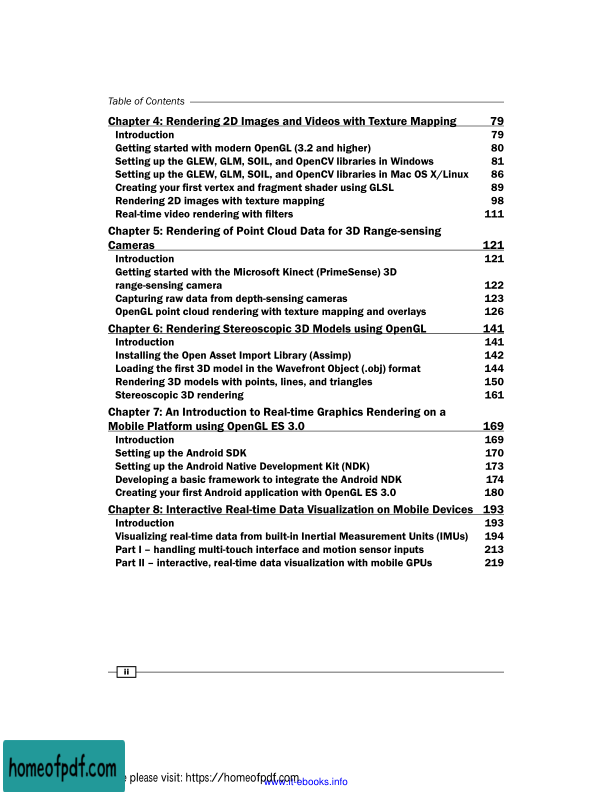 Table of Contents
Chapter 4: Rendering 2D Images and Videos with Texture Mapping 79
Introduction 79
Getting started with modern OpenGL (3.2 and higher) 80
Setting up the GLEW, GLM, SOIL, and OpenCV libraries in Windows 81
Setting up the GLEW, GLM, SOIL, and OpenCV libraries in Mac OS X/Linux 86
Creating your first vertex and fragment shader using GLSL 89
Rendering 2D images with texture mapping 98
Real-time video rendering with filters 111
Chapter 5: Rendering of Point Cloud Data for 3D Range-sensing
Cameras 121
Introduction 121
Getting started with the Microsoft Kinect (PrimeSense) 3D
range-sensing camera 122
Capturing raw data from depth-sensing cameras 123
OpenGL point cloud rendering with texture mapping and overlays 126
Chapter 6: Rendering Stereoscopic 3D Models using OpenGL 141
Introduction 141
Installing the Open Asset Import Library (Assimp) 142
Loading the first 3D model in the Wavefront Object (.obj) format 144
Rendering 3D models with points, lines, and triangles 150
Stereoscopic 3D rendering 161
Chapter 7: An Introduction to Real-time Graphics Rendering on a
Mobile Platform using OpenGL ES 3.0 169
Introduction 169
Setting up the Android SDK 170
Setting up the Android Native Development Kit (NDK) 173
Developing a basic framework to integrate the Android NDK 174
Creating your first Android application with OpenGL ES 3.0 180
Chapter 8: Interactive Real-time Data Visualization on Mobile Devices 193
Introduction 193
Visualizing real-time data from built-in Inertial Measurement Units (IMUs) 194
Part I – handling multi-touch interface and motion sensor inputs 213
Part II – interactive, real-time data visualization with mobile GPUs 219
ii
homeofpdf.com
please visit: https://homeofpdf.com
www.it-ebooks.info